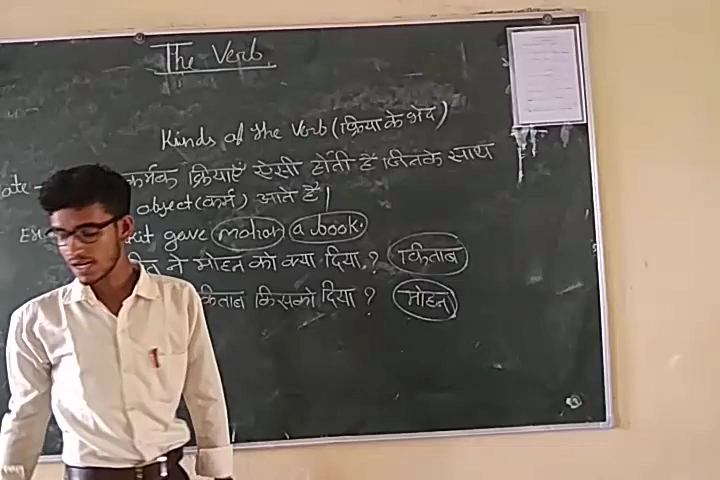 The Verb
Kinds of the Verb (क्रिया के भेद)
कर्मक क्रियाएँ ऐसी होती हैं जिनके साथ
object (कर्म) आते हैं।
gave mohan a book.
ने मोहन को क्या दिया ? किताब
किताब किसको दिया ? मोहन